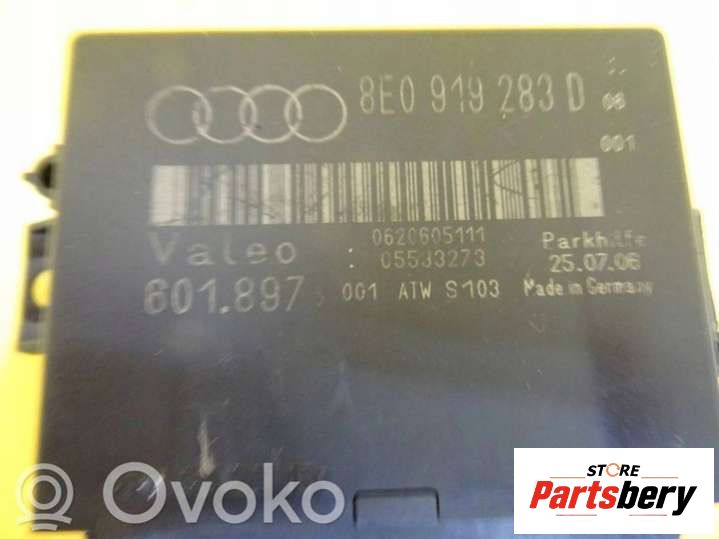 8E0 919 283 D
06
001
Valeo
0620605111
05533273
Parkhilfe
25.07.06
601.897
001 ATW S103
Made in Germany
Ovoko
STORE
Partsbery